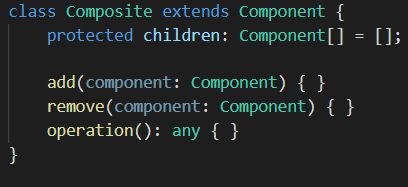 class Composite extends Component {
    protected children: Component[] = [];

    add(component: Component) { }
    remove(component: Component) { }
    operation(): any { }
}